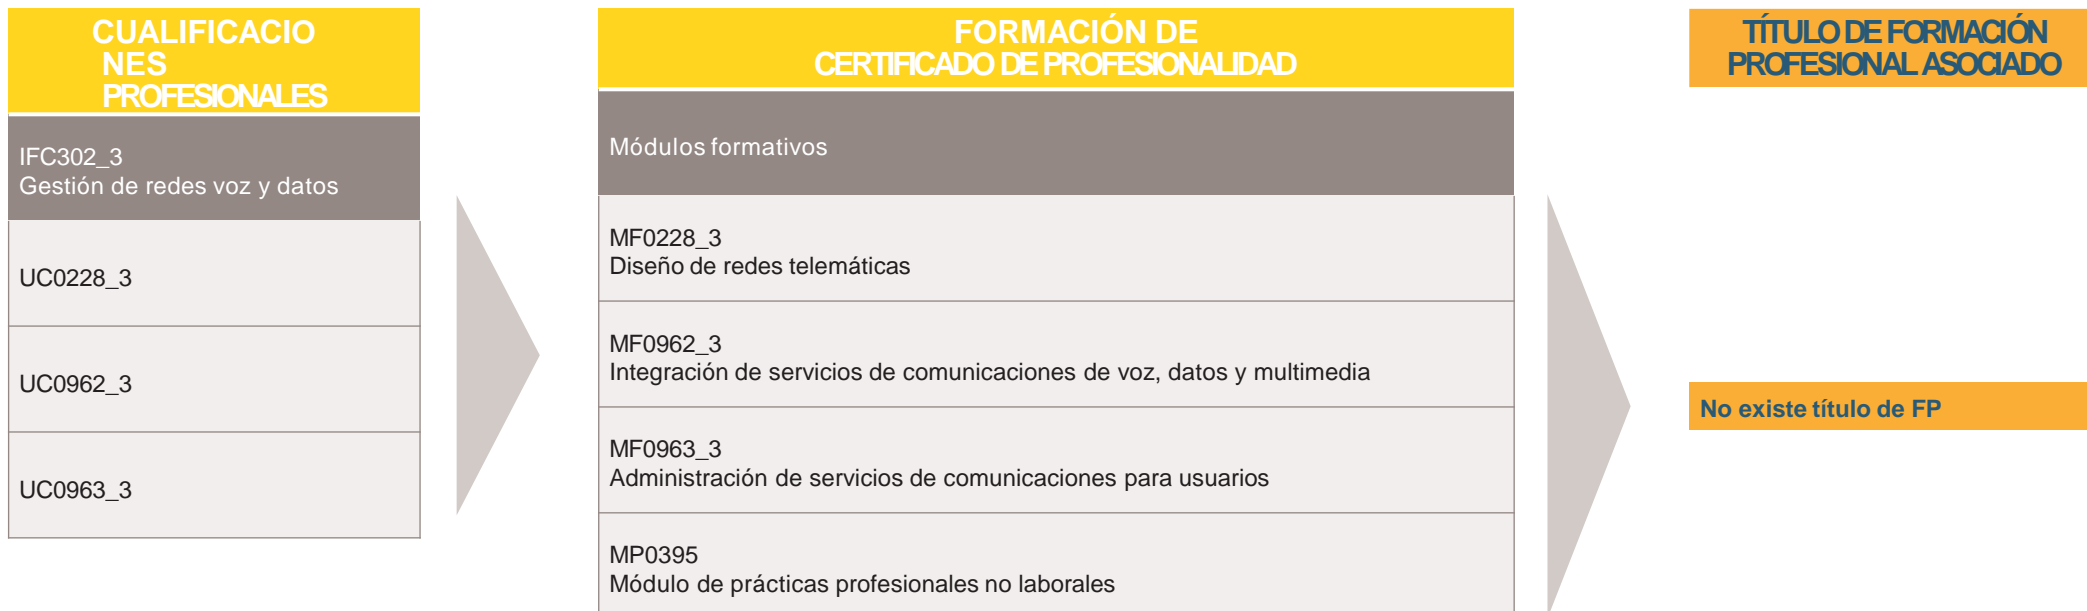 CUALIFICACIO
NES
PROFESIONALES
IFC302_3
Gestión de redes voz y datos
UC0228_3
UC0962_3
UC0963_3
FORMACIÓN DE
CERTIFICADO DE PROFESIONALIDAD
Módulos formativos
MF0228_3
Diseño de redes telemáticas
MF0962_3
Integración de servicios de comunicaciones de voz, datos y multimedia
MF0963_3
Administración de servicios de comunicaciones para usuarios
MP0395
Módulo de prácticas profesionales no laborales
TÍTULO DE FORMACIÓN
PROFESIONAL ASOCIADO
No existe título de FP